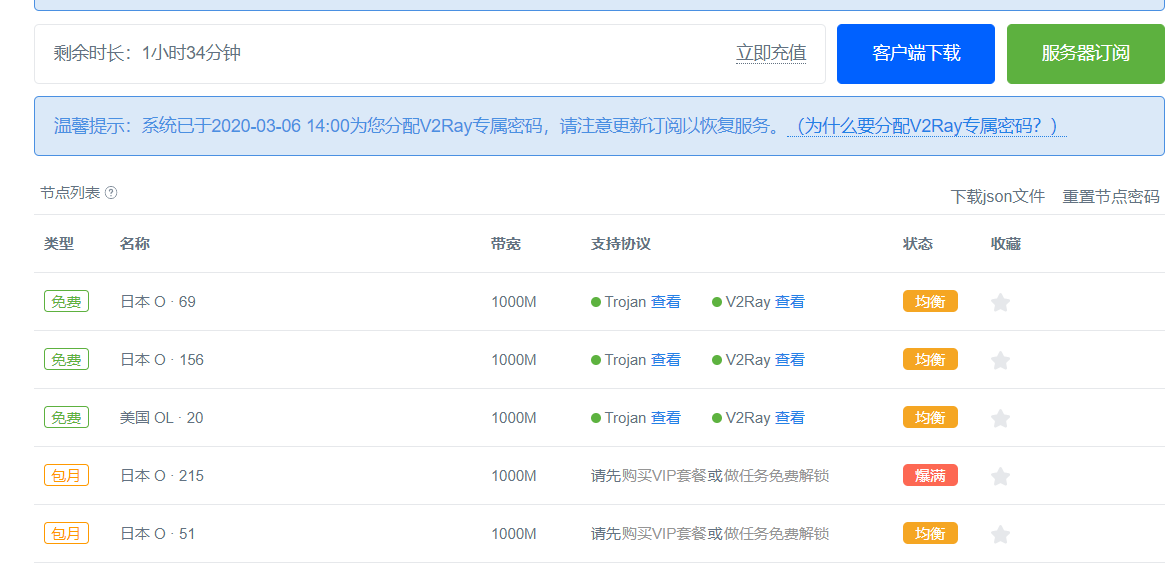 剩余时长：1小时34分钟 立即充值 客户端下载 服务器订阅
温馨提示：系统已于2020-03-06 14:00为您分配V2Ray专属密码，请注意更新订阅以恢复服务。（为什么要分配V2Ray专属密码？）
节点列表 ? 下载json文件 重置节点密码
类型 名称 带宽 支持协议 状态 收藏
免费 日本 O · 69 1000M Trojan 查看 V2Ray 查看 均衡
免费 日本 O · 156 1000M Trojan 查看 V2Ray 查看 均衡
免费 美国 OL · 20 1000M Trojan 查看 V2Ray 查看 均衡
包月 日本 O · 215 1000M 请先购买VIP套餐或做任务免费解锁 爆满
包月 日本 O · 51 1000M 请先购买VIP套餐或做任务免费解锁 均衡